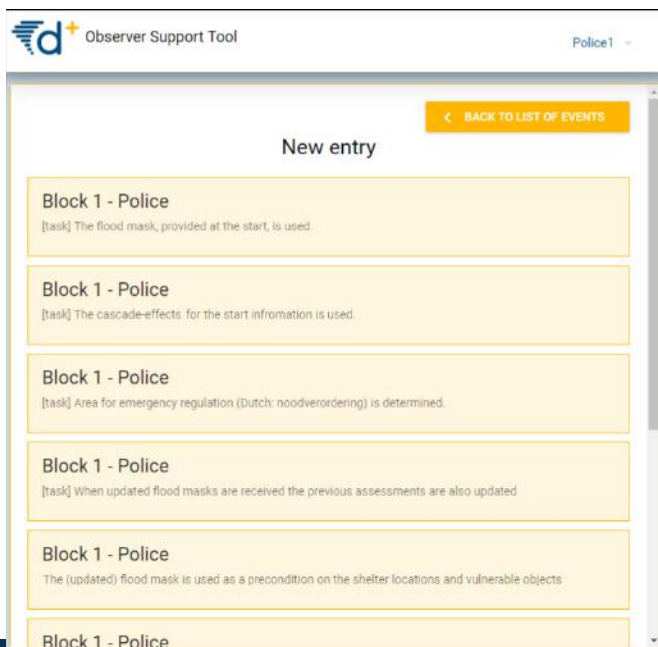 d+ Observer Support Tool
Police1
BACK TO LIST OF EVENTS
New entry
Block 1 - Police
[task] The flood mask, provided at the start, is used.
Block 1 - Police
[task] The cascade-effects for the start infromation is used.
Block 1 - Police
[task] Area for emergency regulation (Dutch: noodverordering) is determined.
Block 1 - Police
[task] When updated flood masks are received the previous assessments are also updated
Block 1 - Police
The (updated) flood mask is used as a precondition on the shelter locations and vulnerable objects
Block 1 - Police